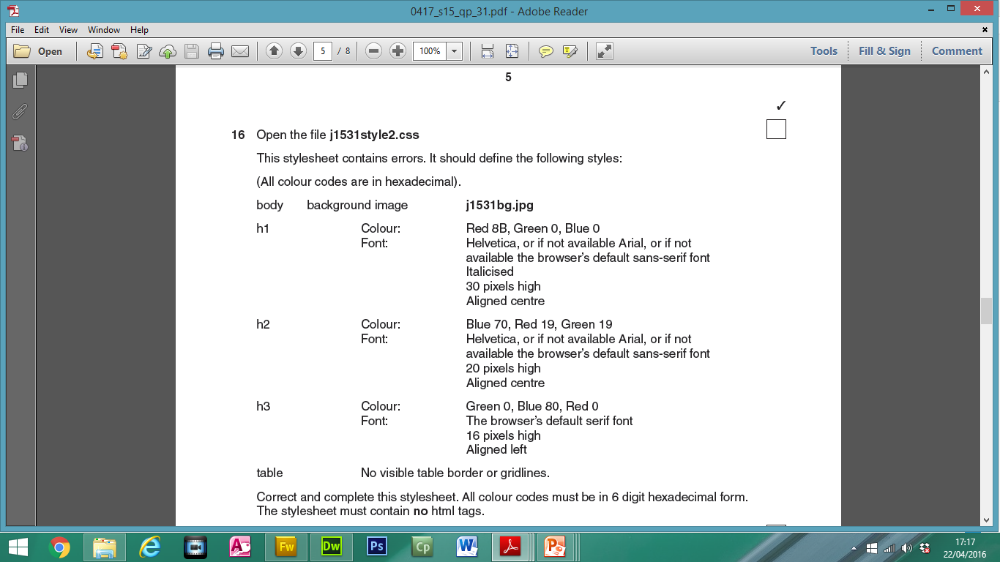 0417_s15_qp_31.pdf - Adobe Reader
File Edit View Window Help
Open 5 / 8 100% Tools Fill & Sign Comment
5
✓
16 Open the file j1531style2.css
This stylesheet contains errors. It should define the following styles:
(All colour codes are in hexadecimal).
body background image j1531bg.jpg
h1 Colour: Red 8B, Green 0, Blue 0
Font: Helvetica, or if not available Arial, or if not
available the browser's default sans-serif font
Italicised
30 pixels high
Aligned centre
h2 Colour: Blue 70, Red 19, Green 19
Font: Helvetica, or if not available Arial, or if not
available the browser's default sans-serif font
20 pixels high
Aligned centre
h3 Colour: Green 0, Blue 80, Red 0
Font: The browser's default serif font
16 pixels high
Aligned left
table No visible table border or gridlines.
Correct and complete this stylesheet. All colour codes must be in 6 digit hexadecimal form.
The stylesheet must contain no html tags.
Fw Dw Ps Cp W P
17:17
22/04/2016